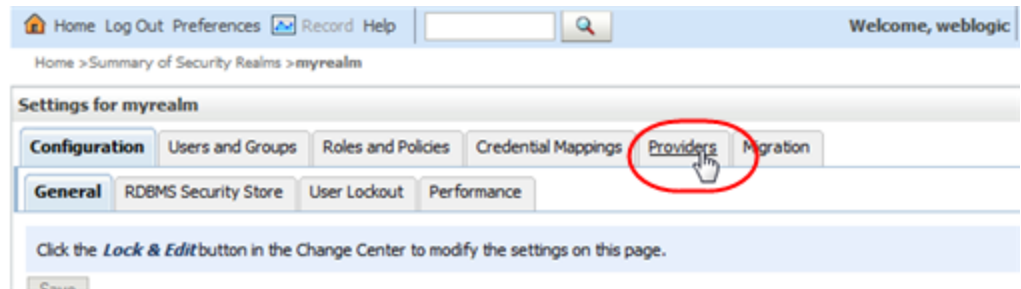 Home Log Out Preferences Record Help Welcome, weblogic
Home >Summary of Security Realms >myrealm
Settings for myrealm
Configuration Users and Groups Roles and Policies Credential Mappings Providers Migration
General RDBMS Security Store User Lockout Performance
Click the Lock & Edit button in the Change Center to modify the settings on this page.
Save